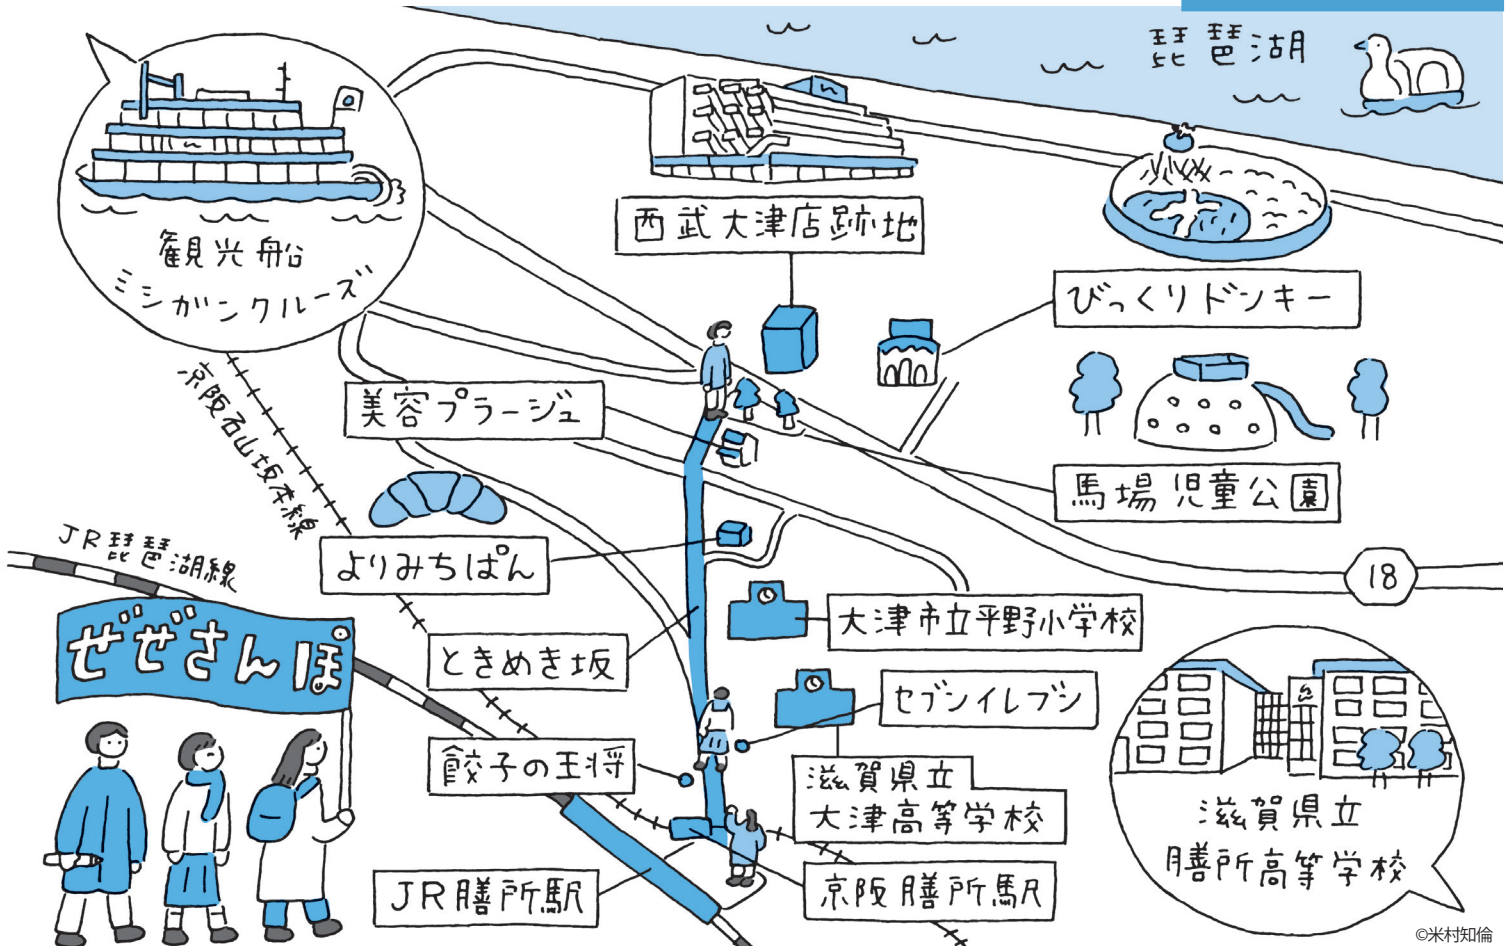 琵琶湖
観光船
ミシガンクルーズ
西武大津店跡地
びっくりドンキー
京阪石山坂本線
美容プラージュ
馬場児童公園
よりみちぱん
JR琵琶湖線
18
大津市立平野小学校
ぜぜさんぽ
ときめき坂
セブンイレブン
餃子の王将
滋賀県立
大津高等学校
滋賀県立
膳所高等学校
JR膳所駅
京阪膳所駅
©米村知倫